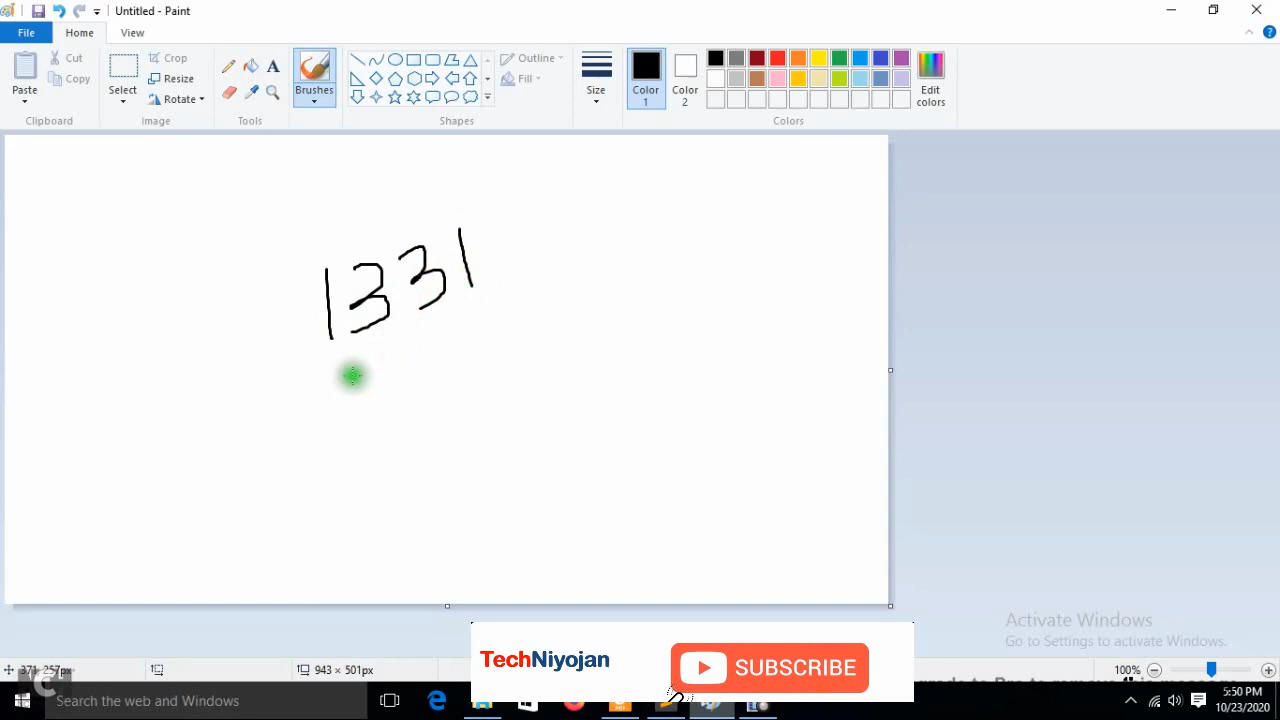 Untitled - Paint
File
Home
View
Paste
Cut
Copy
Clipboard
Select
Crop
Resize
Rotate
Image
A
Tools
Brushes
Outline
Fill
Shapes
Size
Color 1
Color 2
Edit colors
Colors
1331
Activate Windows
Go to Settings to activate Windows.
TechNiyojan
SUBSCRIBE
371, 257px
943 × 501px
100%
Search the web and Windows
5:50 PM
10/23/2020